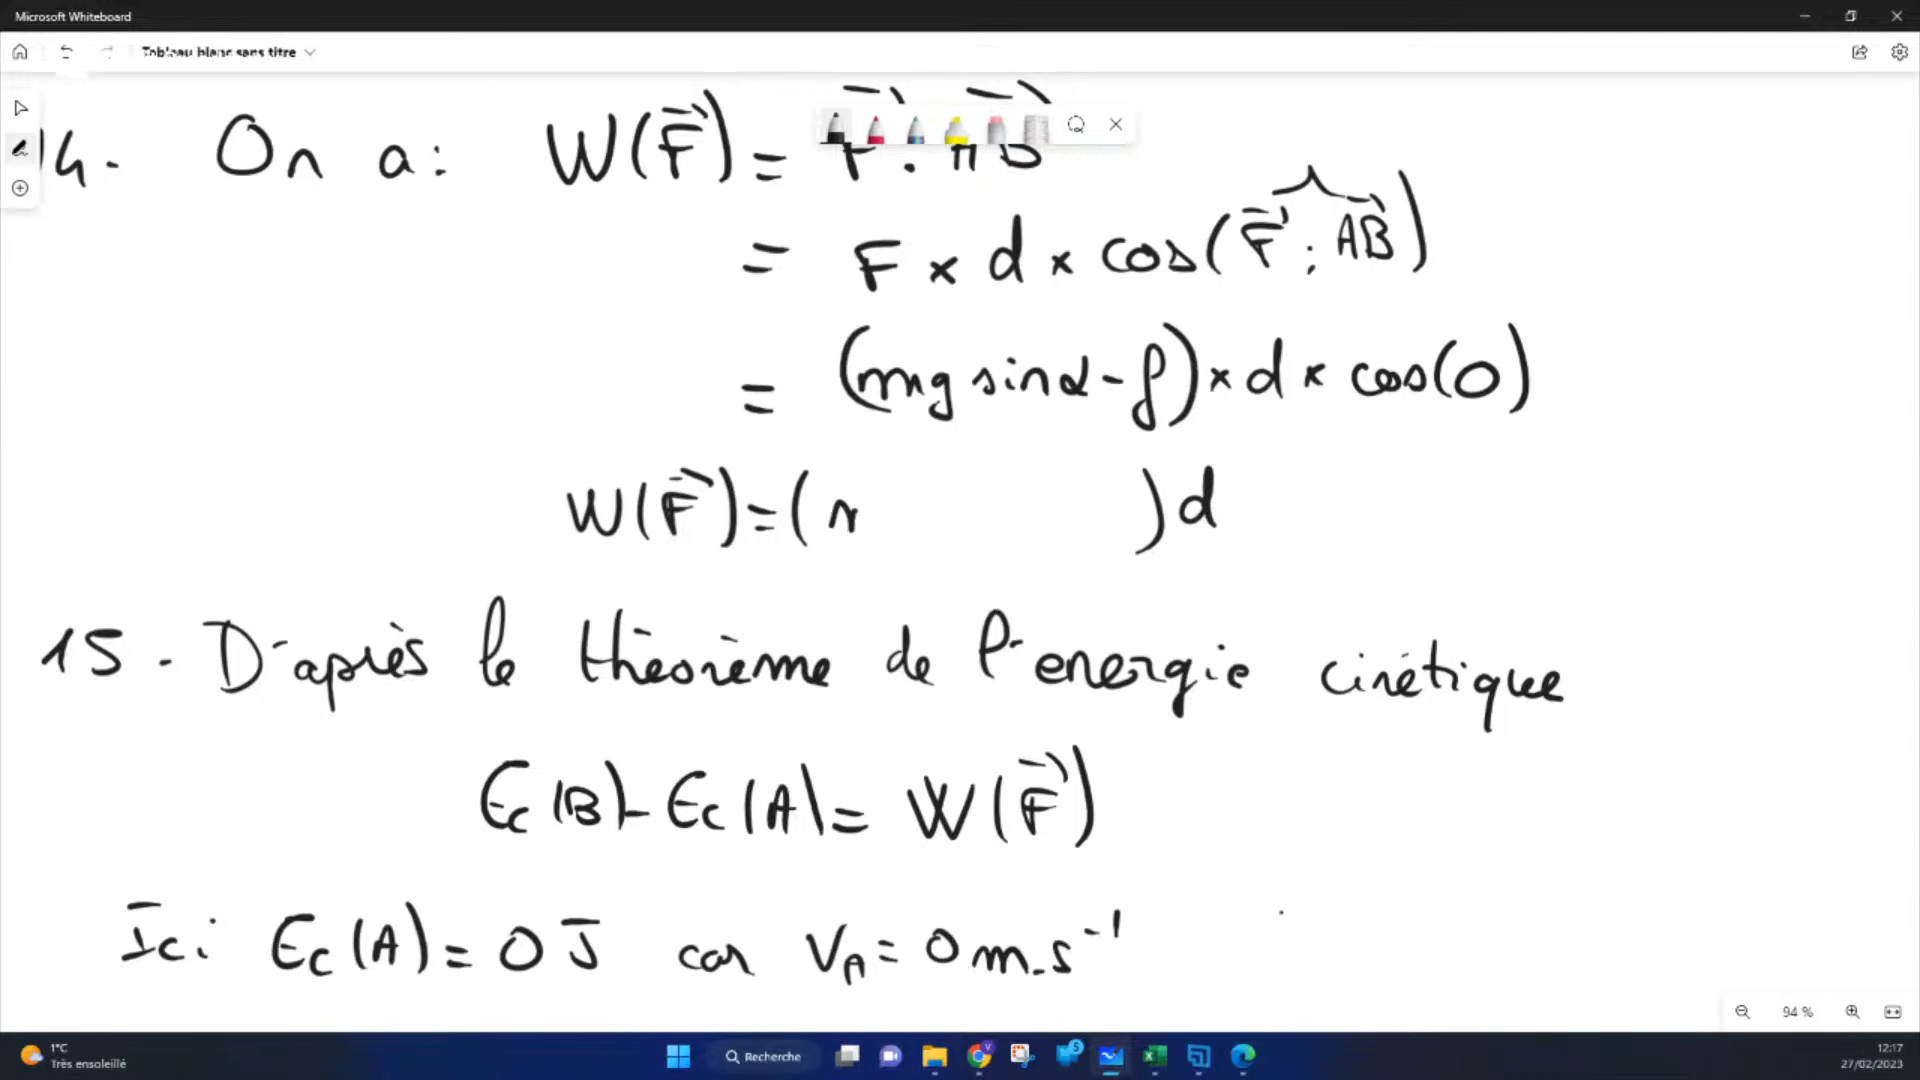 Microsoft Whiteboard
Tableau blanc sans titre
14. On a: W(F⃗) = F⃗ . AB⃗
= F × d × cos(F⃗ ; AB⃗)
= (mg sin α - f) × d × cos(0)
W(F⃗) = ( ) d
15. D'après le théorème de l'energie cinétique
Ec(B) - Ec(A) = W(F⃗)
Ici Ec(A) = 0 J car VA = 0 m.s⁻¹
94 %
1°C
Très ensoleillé
Recherche
5
12:17
27/02/2023